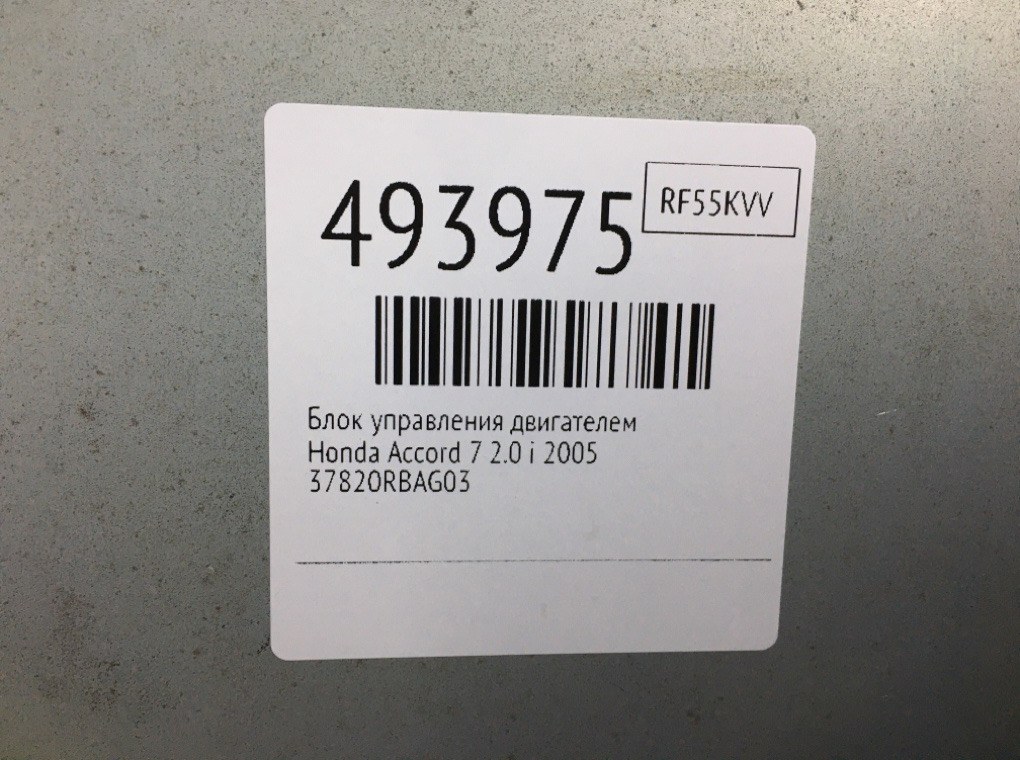 493975
RF55KVV
Блок управления двигателем
Honda Accord 7 2.0 i 2005
37820RBAG03